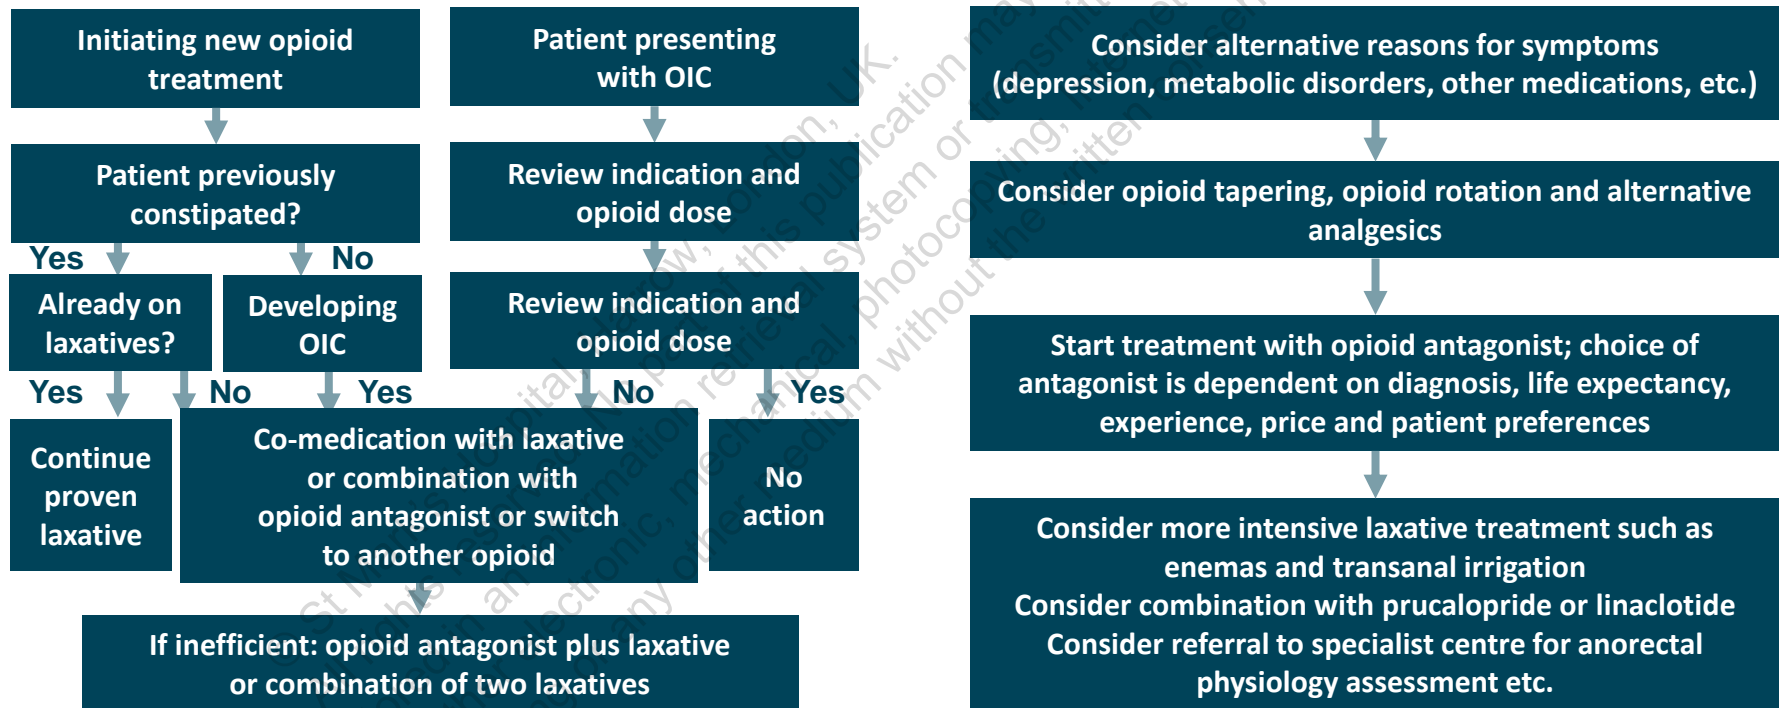 Initiating new opioid
treatment
Patient previously
constipated?
Yes
No
Already on
laxatives?
Developing
OIC
Yes
No
Yes
Continue
proven
laxative
Patient presenting
with OIC
Review indication and
opioid dose
Review indication and
opioid dose
No
Yes
Co-medication with laxative
or combination with
opioid antagonist or switch
to another opioid
No
action
If inefficient: opioid antagonist plus laxative
or combination of two laxatives
Consider alternative reasons for symptoms
(depression, metabolic disorders, other medications, etc.)
Consider opioid tapering, opioid rotation and alternative
analgesics
Start treatment with opioid antagonist; choice of
antagonist is dependent on diagnosis, life expectancy,
experience, price and patient preferences
Consider more intensive laxative treatment such as
enemas and transanal irrigation
Consider combination with prucalopride or linaclotide
Consider referral to specialist centre for anorectal
physiology assessment etc.